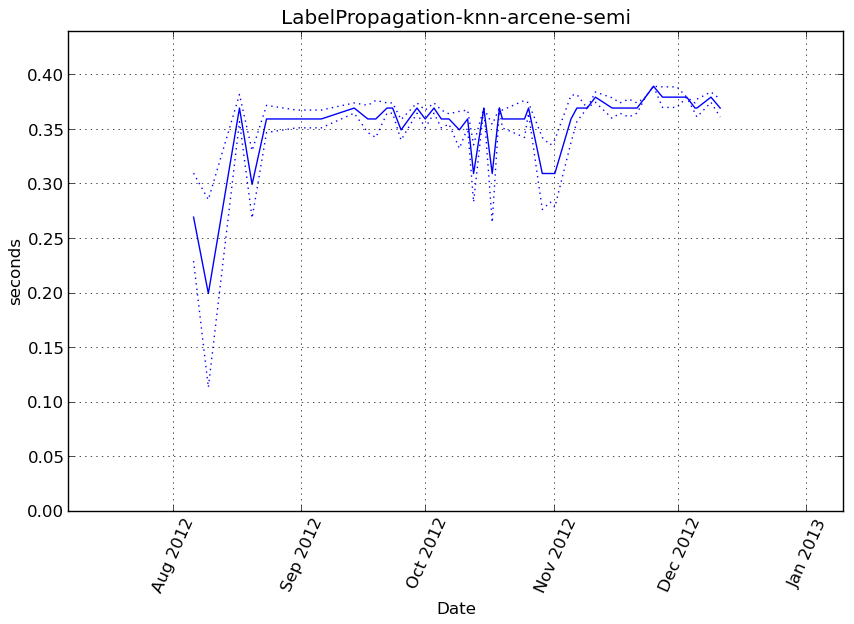 LabelPropagation-knn-arcene-semi
0.40
0.35
0.30
0.25
0.20
0.15
0.10
0.05
0.00
seconds
Aug 2012
Sep 2012
Oct 2012
Nov 2012
Dec 2012
Jan 2013
Date